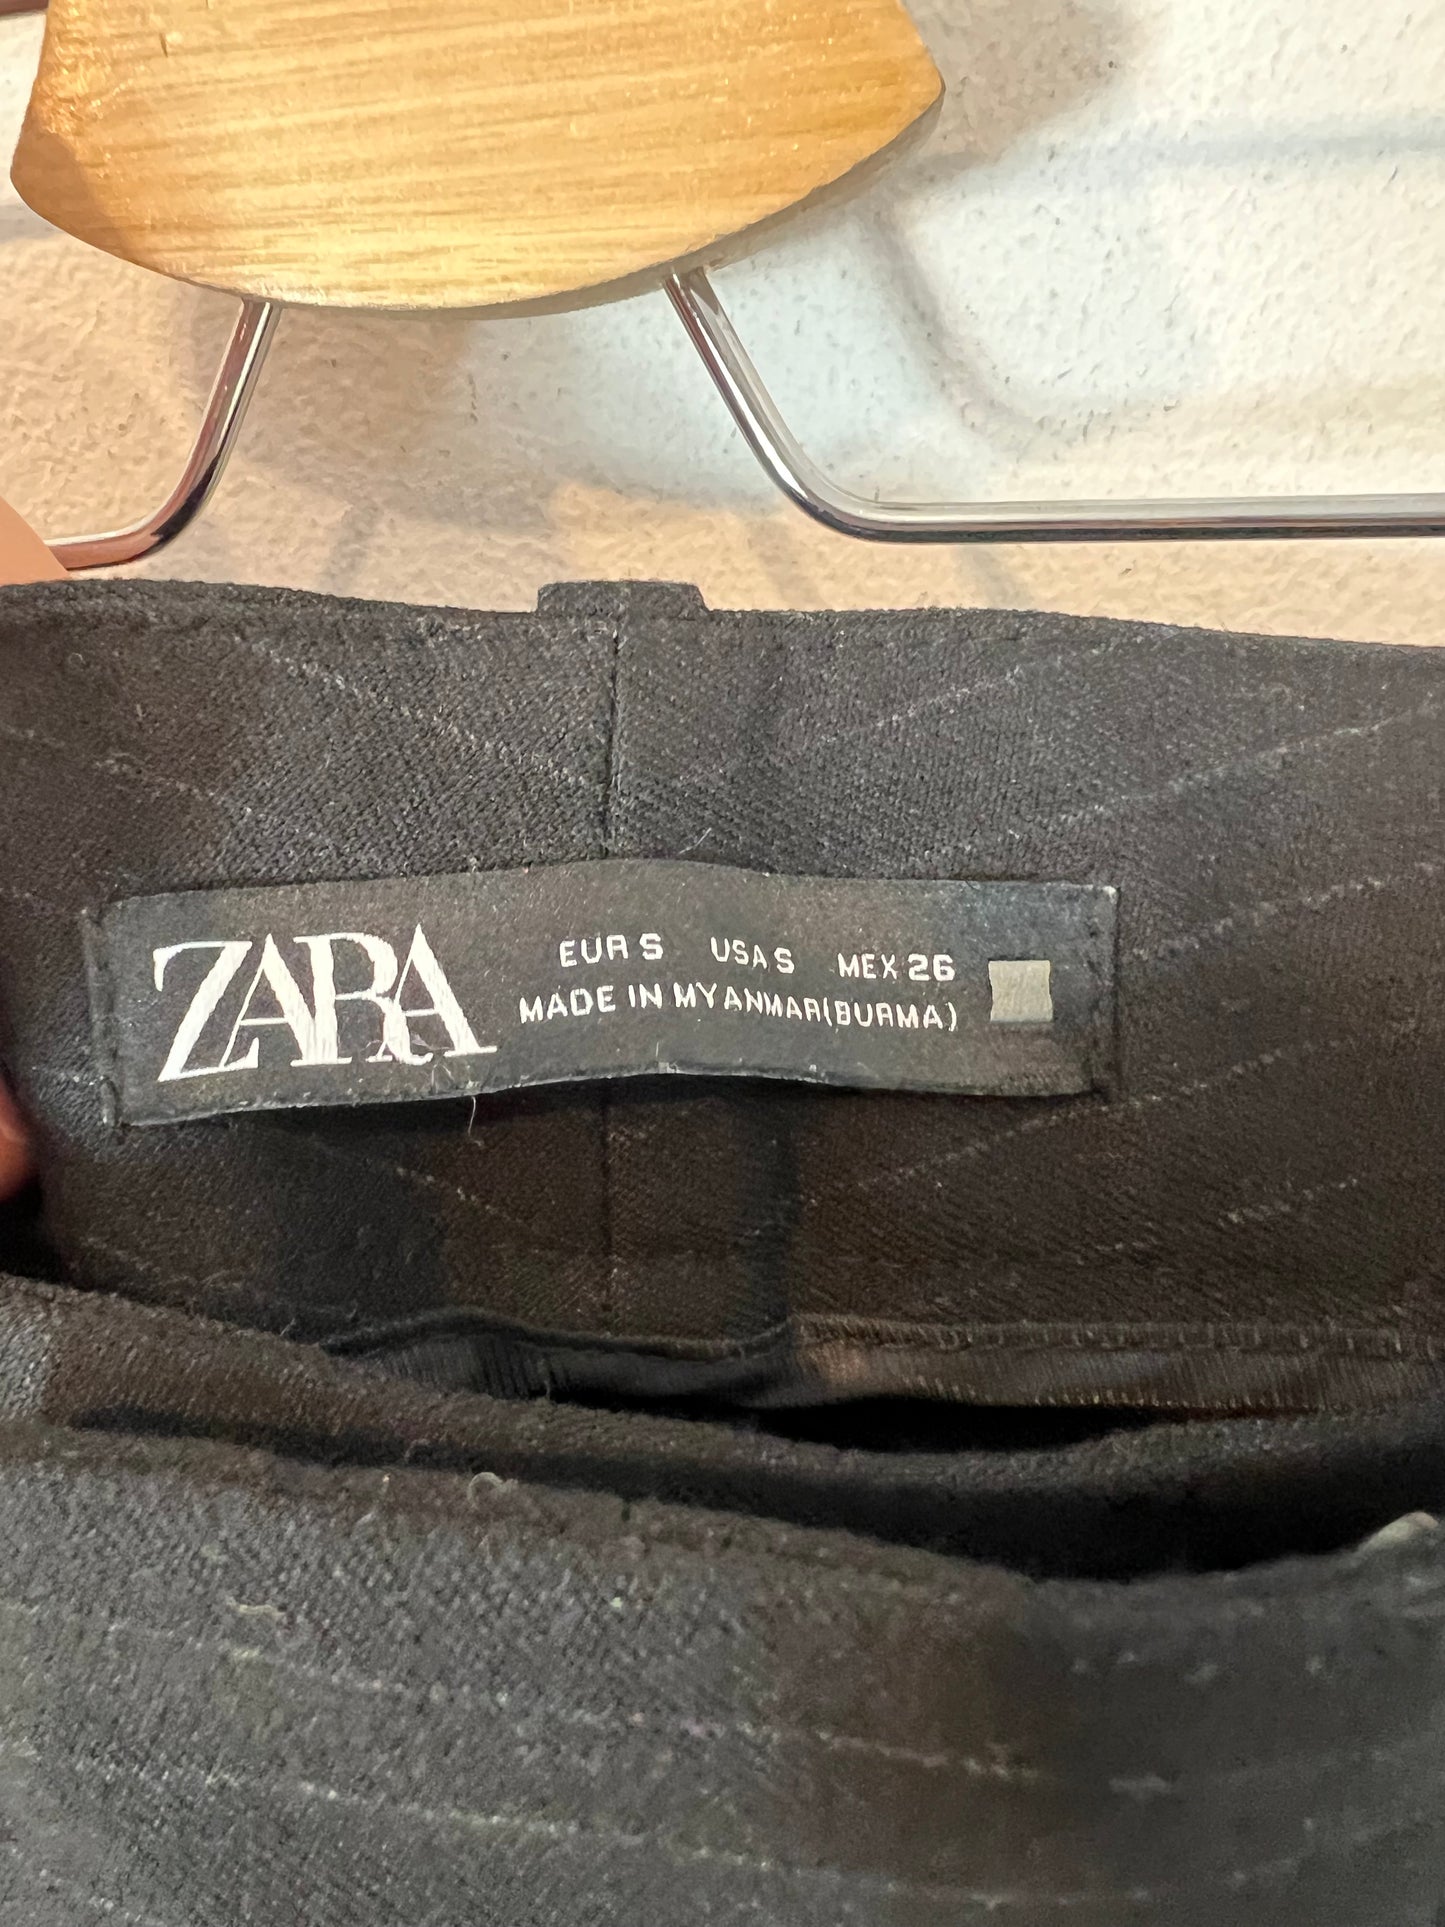 ZARA
EUR S USA S MEX 26
MADE IN MYANMAR(BURMA)